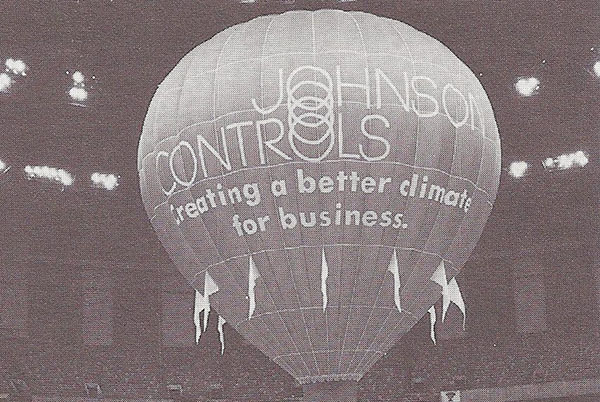 JOHNSON
CONTROLS
Creating a better climate
for business.